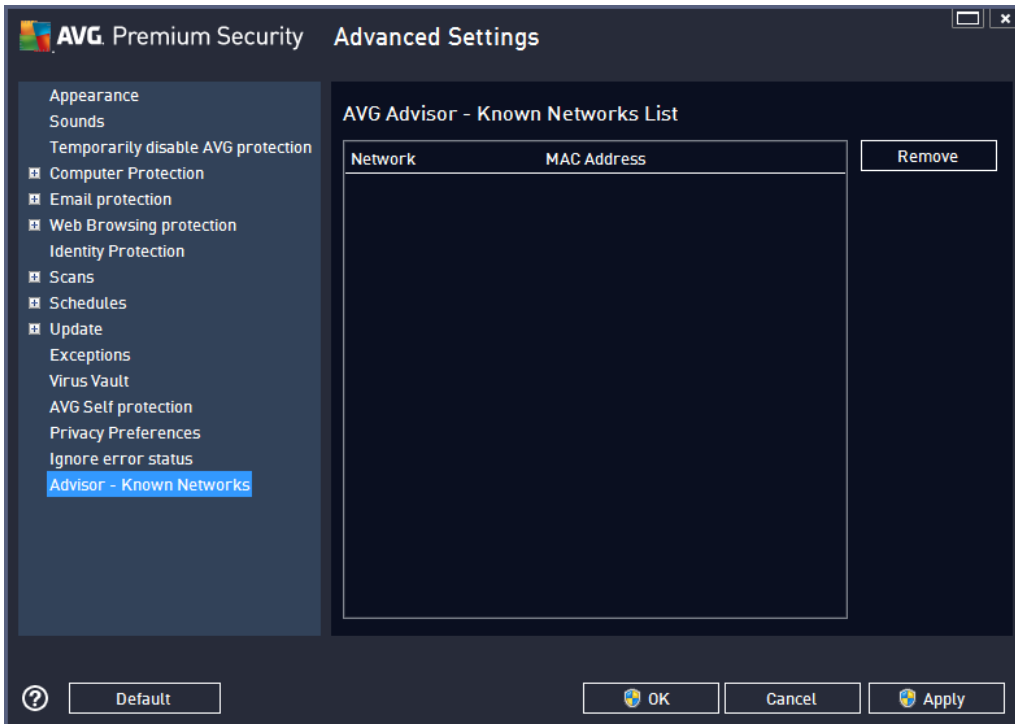 AVG. Premium Security Advanced Settings
Appearance
Sounds
Temporarily disable AVG protection
Computer Protection
Email protection
Web Browsing protection
Identity Protection
Scans
Schedules
Update
Exceptions
Virus Vault
AVG Self protection
Privacy Preferences
Ignore error status
Advisor - Known Networks
AVG Advisor - Known Networks List
Network MAC Address
Remove
Default
OK
Cancel
Apply